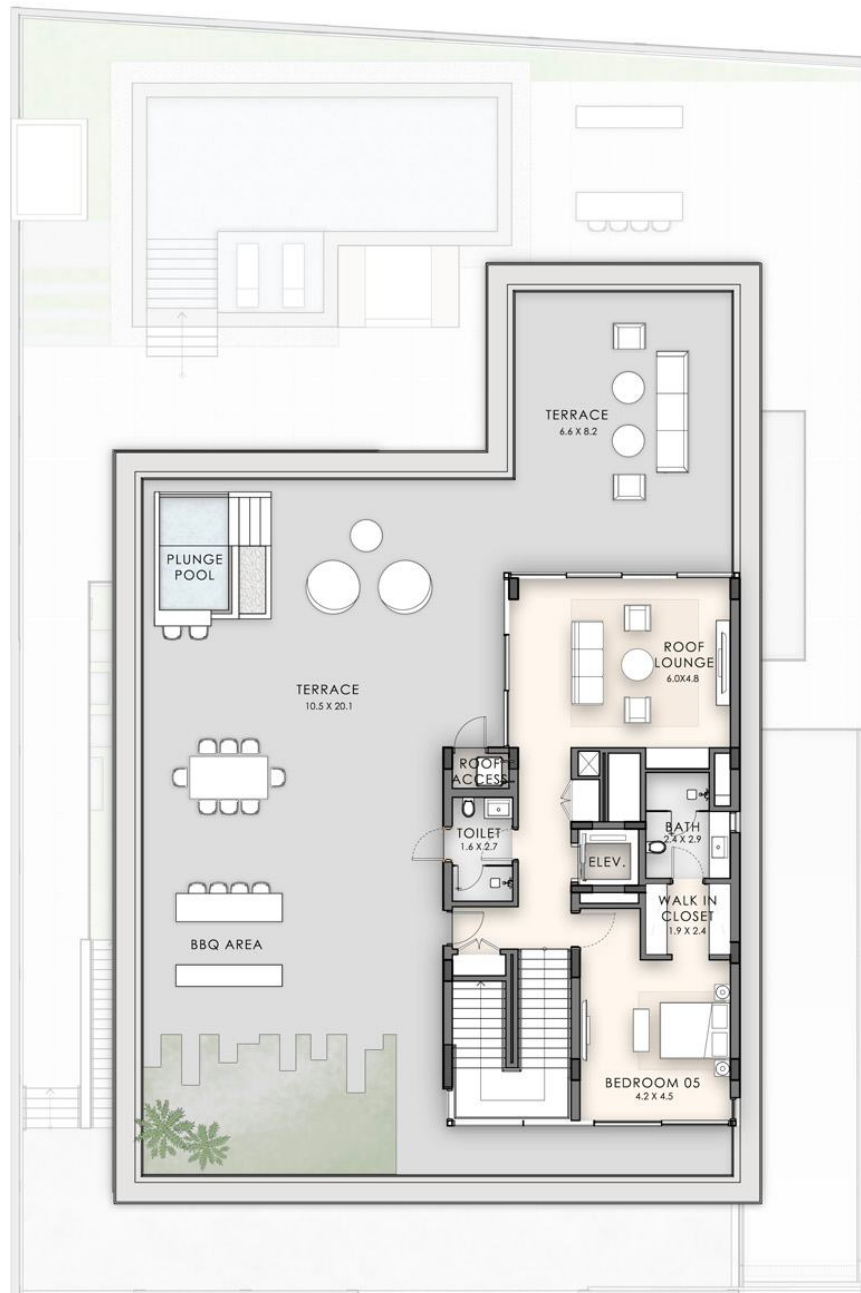 TERRACE
6.6 X 8.2
PLUNGE
POOL
ROOF
LOUNGE
6.0X4.8
TERRACE
10.5 X 20.1
ROOF
ACCESS
TOILET
1.6 X 2.7
BATH
2.4 X 2.9
ELEV.
WALK IN
CLOSET
1.9 X 2.4
BBQ AREA
BEDROOM 05
4.2 X 4.5